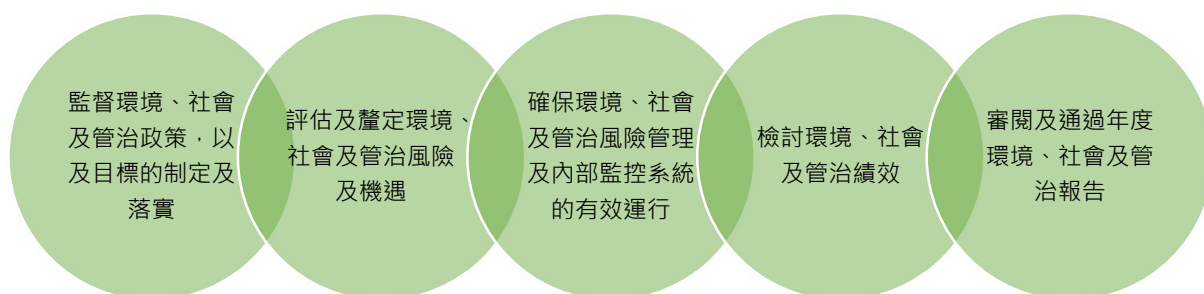 監督環境、社會
及管治政策，以
及目標的制定及
落實
評估及釐定環境、
社會及管治風險
及機遇
確保環境、社會
及管治風險管理
及內部監控系統
的有效運行
檢討環境、社會
及管治績效
審閱及通過年度
環境、社會及管
治報告